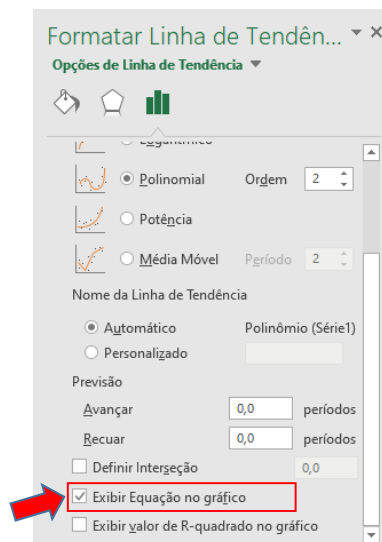 Formatar Linha de Tendên...
Opções de Linha de Tendência
Logarítmico
Polinomial Ordem 2
Potência
Média Móvel Período 2
Nome da Linha de Tendência
Automático Polinômio (Série1)
Personalizado
Previsão
Avançar 0,0 períodos
Recuar 0,0 períodos
Definir Interseção 0,0
Exibir Equação no gráfico
Exibir valor de R-quadrado no gráfico